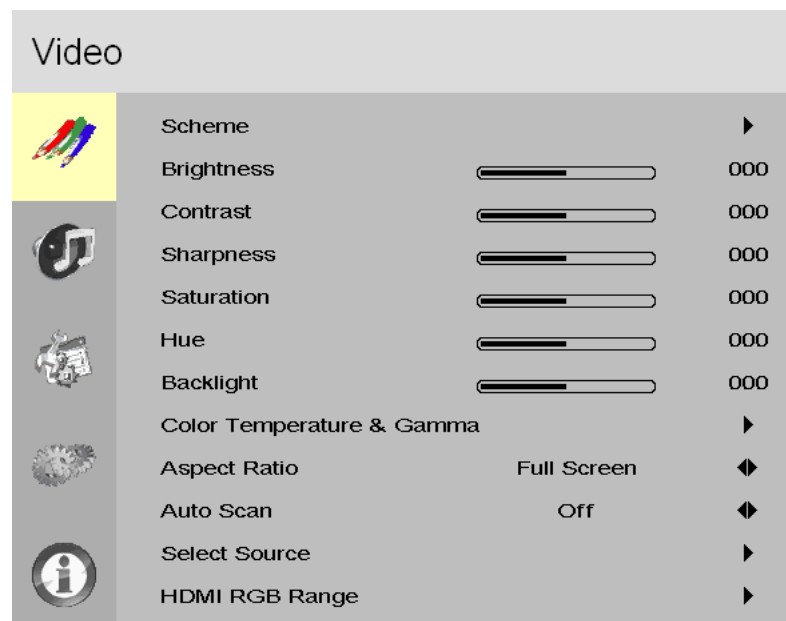 Video
Scheme
Brightness 000
Contrast 000
Sharpness 000
Saturation 000
Hue 000
Backlight 000
Color Temperature & Gamma
Aspect Ratio Full Screen
Auto Scan Off
Select Source
HDMI RGB Range